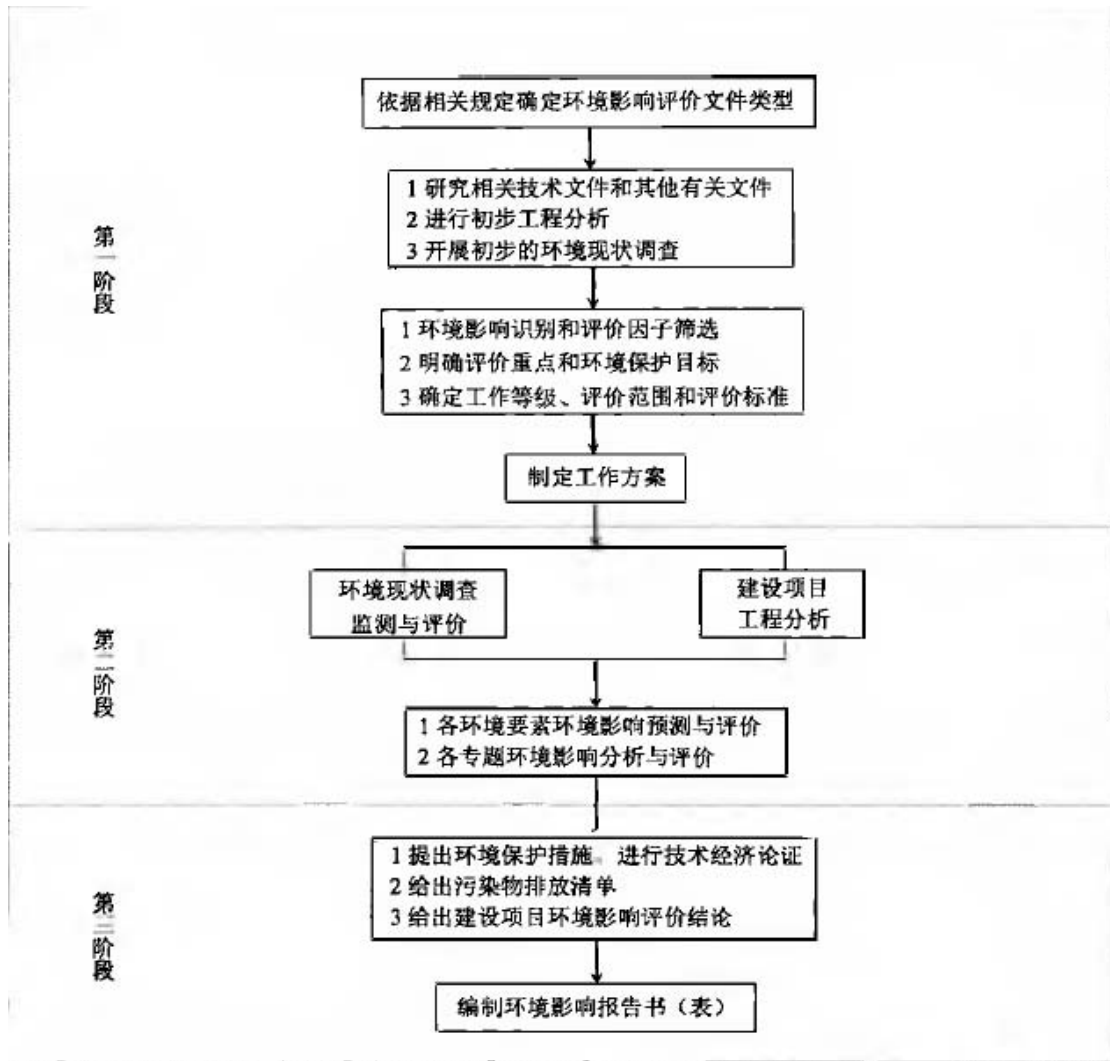 依据相关规定确定环境影响评价文件类型
1 研究相关技术文件和其他有关文件
2 进行初步工程分析
3 开展初步的环境现状调查
第一阶段
1 环境影响识别和评价因子筛选
2 明确评价重点和环境保护目标
3 确定工作等级、评价范围和评价标准
制定工作方案
环境现状调查
监测与评价
建设项目
工程分析
第二阶段
1 各环境要素环境影响预测与评价
2 各专题环境影响分析与评价
1 提出环境保护措施、进行技术经济论证
2 给出污染物排放清单
3 给出建设项目环境影响评价结论
第三阶段
编制环境影响报告书（表）